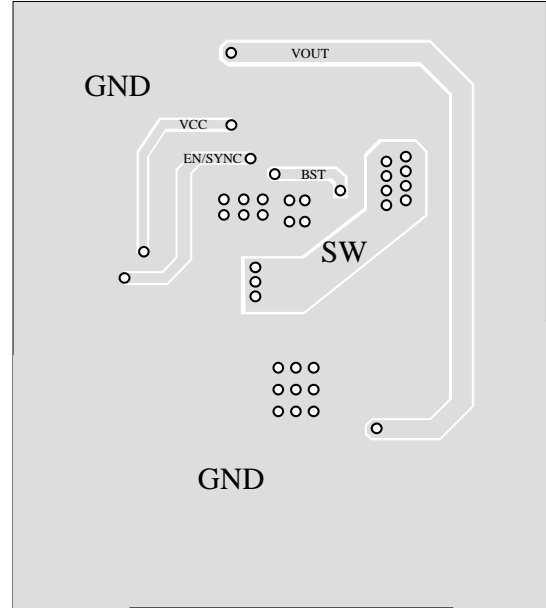 VOUT
GND
VCC
EN/SYNC
BST
SW
GND